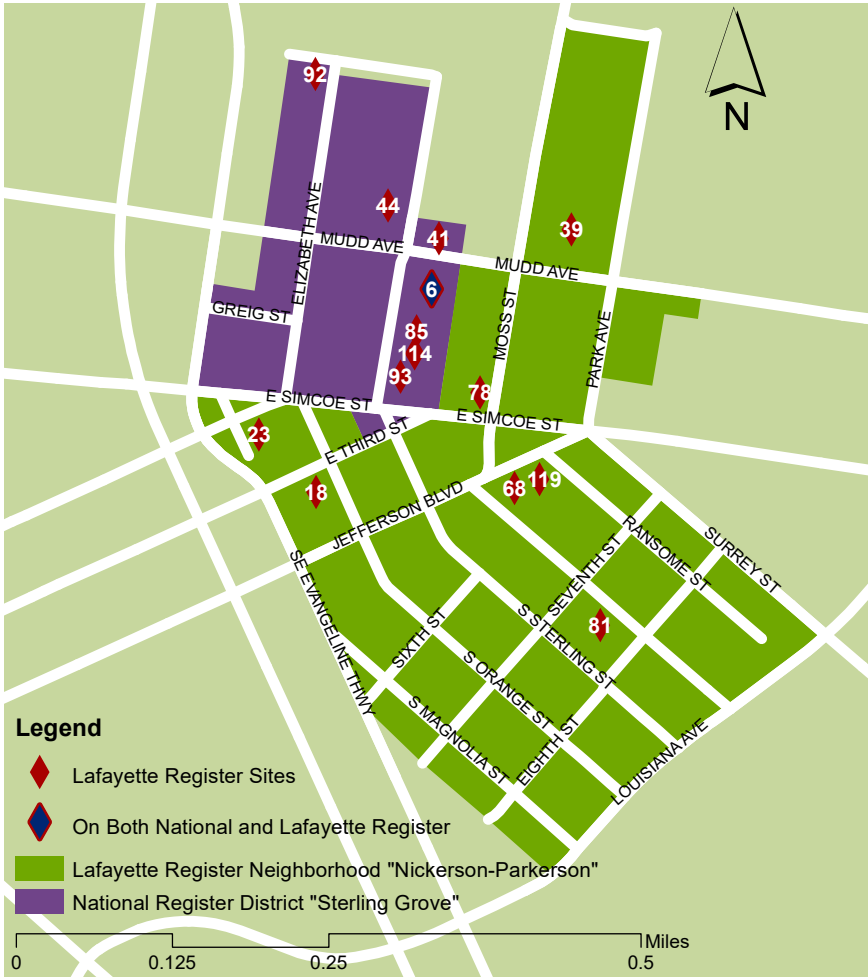 92
44
41
39
ELIZABETH AVE
MUDD AVE
MUDD AVE
6
GREIG ST
MOSS ST
PARK AVE
85
114
93
78
E SIMCOE ST
E SIMCOE ST
23
E THIRD ST
18
JEFFERSON BLVD
68
119
SURREY ST
RANSOME ST
SEVENTH ST
SE EVANGELINE THWY
81
SIXTH ST
S STERLING ST
S ORANGE ST
S MAGNOLIA ST
EIGHTH ST
LOUISIANA AVE
N
Legend
Lafayette Register Sites
On Both National and Lafayette Register
Lafayette Register Neighborhood "Nickerson-Parkerson"
National Register District "Sterling Grove"
Miles
0 0.125 0.25 0.5